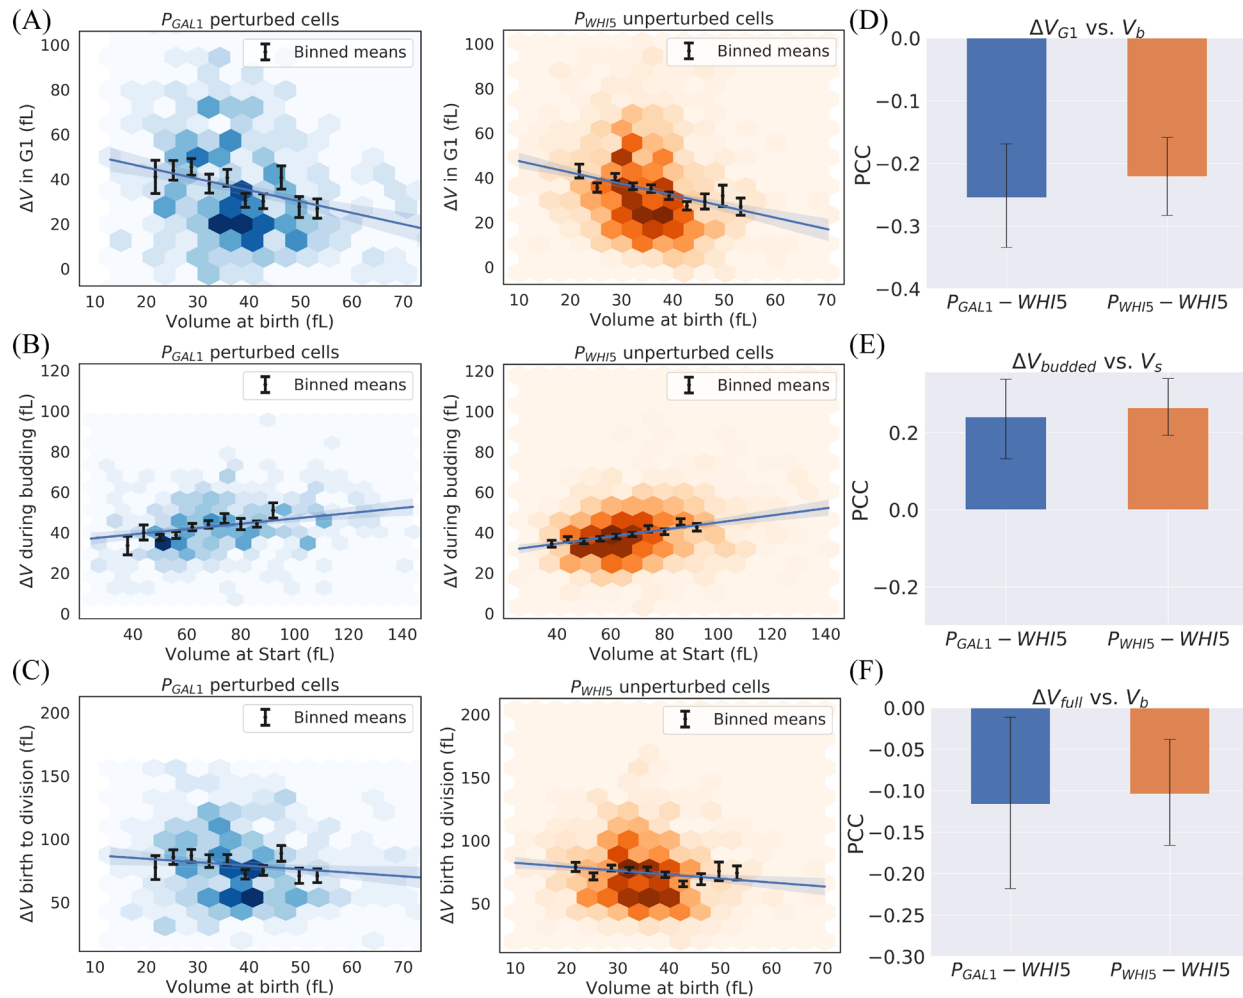 (A)
P_GAL1 perturbed cells
Binned means
ΔV in G1 (fL)
100
80
60
40
20
0
10 20 30 40 50 60 70
Volume at birth (fL)
P_WHI5 unperturbed cells
Binned means
ΔV in G1 (fL)
100
80
60
40
20
0
10 20 30 40 50 60 70
Volume at birth (fL)
(D)
ΔV_G1 vs. V_b
PCC
0.0
−0.1
−0.2
−0.3
−0.4
P_GAL1 − WHI5 P_WHI5 − WHI5
(B)
P_GAL1 perturbed cells
Binned means
ΔV during budding (fL)
120
100
80
60
40
20
0
40 60 80 100 120 140
Volume at Start (fL)
P_WHI5 unperturbed cells
Binned means
ΔV during budding (fL)
120
100
80
60
40
20
0
40 60 80 100 120 140
Volume at Start (fL)
(E)
ΔV_budded vs. V_s
PCC
0.2
0.0
−0.2
P_GAL1 − WHI5 P_WHI5 − WHI5
(C)
P_GAL1 perturbed cells
Binned means
ΔV birth to division (fL)
200
150
100
50
10 20 30 40 50 60 70
Volume at birth (fL)
P_WHI5 unperturbed cells
Binned means
ΔV birth to division (fL)
200
150
100
50
10 20 30 40 50 60 70
Volume at birth (fL)
(F)
ΔV_full vs. V_b
PCC
0.00
−0.05
−0.10
−0.15
−0.20
−0.25
−0.30
P_GAL1 − WHI5 P_WHI5 − WHI5